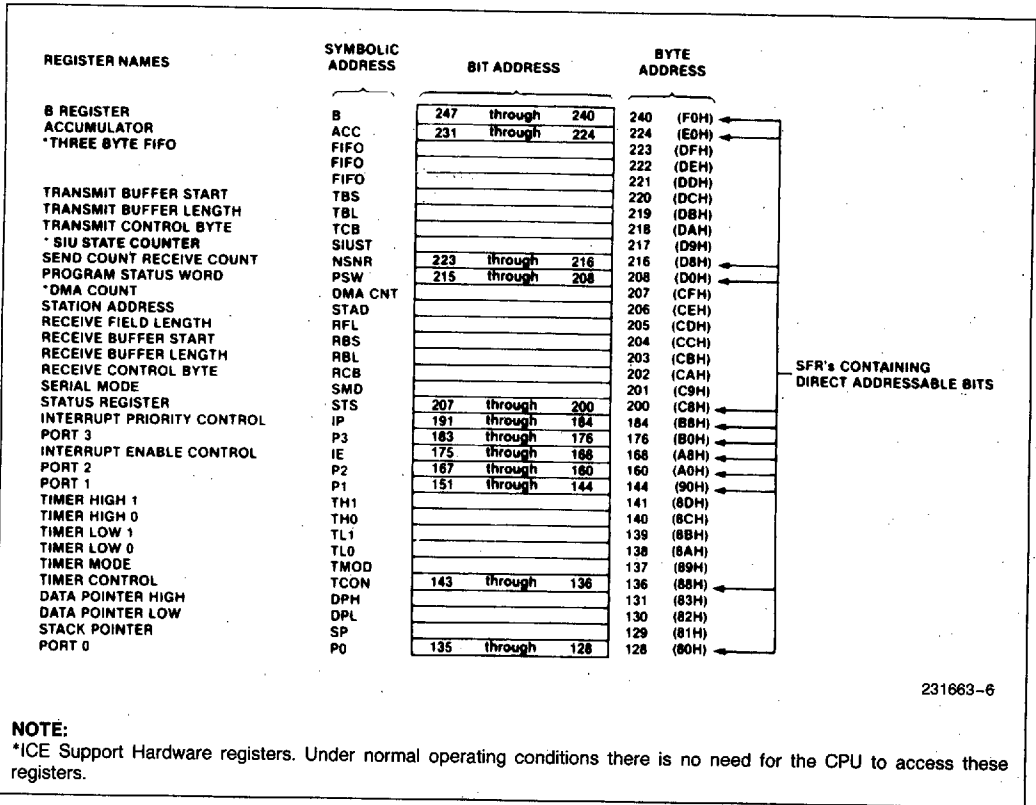 REGISTER NAMES SYMBOLIC ADDRESS BIT ADDRESS BYTE ADDRESS
B REGISTER B 247 through 240 240 (F0H)
ACCUMULATOR ACC 231 through 224 224 (E0H)
*THREE BYTE FIFO FIFO 223 (DFH)
FIFO 222 (DEH)
FIFO 221 (DDH)
TRANSMIT BUFFER START TBS 220 (DCH)
TRANSMIT BUFFER LENGTH TBL 219 (DBH)
TRANSMIT CONTROL BYTE TCB 218 (DAH)
* SIU STATE COUNTER SIUST 217 (D9H)
SEND COUNT RECEIVE COUNT NSNR 223 through 216 216 (D8H)
PROGRAM STATUS WORD PSW 215 through 208 208 (D0H)
*DMA COUNT DMA CNT 207 (CFH)
STATION ADDRESS STAD 206 (CEH)
RECEIVE FIELD LENGTH RFL 205 (CDH)
RECEIVE BUFFER START RBS 204 (CCH)
RECEIVE BUFFER LENGTH RBL 203 (CBH)
RECEIVE CONTROL BYTE RCB 202 (CAH)
SERIAL MODE SMD 201 (C9H)
STATUS REGISTER STS 207 through 200 200 (C8H)
INTERRUPT PRIORITY CONTROL IP 191 through 184 184 (B8H)
PORT 3 P3 183 through 176 176 (B0H)
INTERRUPT ENABLE CONTROL IE 175 through 168 168 (A8H)
PORT 2 P2 167 through 160 160 (A0H)
PORT 1 P1 151 through 144 144 (90H)
TIMER HIGH 1 TH1 141 (8DH)
TIMER HIGH 0 TH0 140 (8CH)
TIMER LOW 1 TL1 139 (8BH)
TIMER LOW 0 TL0 138 (8AH)
TIMER MODE TMOD 137 (89H)
TIMER CONTROL TCON 143 through 136 136 (88H)
DATA POINTER HIGH DPH 131 (83H)
DATA POINTER LOW DPL 130 (82H)
STACK POINTER SP 129 (81H)
PORT 0 P0 135 through 128 128 (80H)
SFR's CONTAINING
DIRECT ADDRESSABLE BITS
231663–6
NOTE:
*ICE Support Hardware registers. Under normal operating conditions there is no need for the CPU to access these
registers.